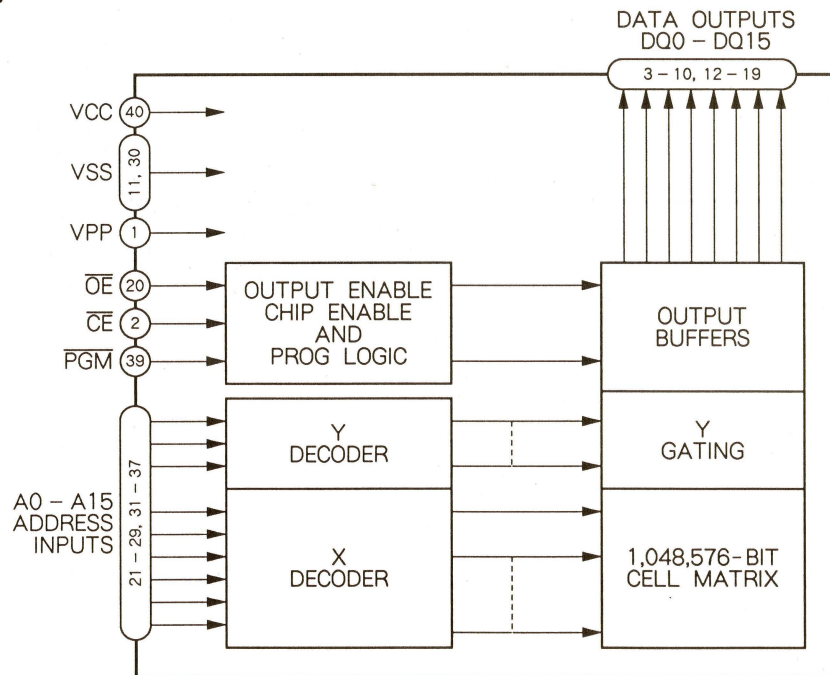 DATA OUTPUTS
DQ0 – DQ15
3 – 10, 12 – 19
VCC 40
VSS 11, 30
VPP 1
OE 20
CE 2
PGM 39
OUTPUT ENABLE
CHIP ENABLE
AND
PROG LOGIC
OUTPUT
BUFFERS
Y
DECODER
Y
GATING
A0 – A15
ADDRESS
INPUTS
21 – 29, 31 – 37
X
DECODER
1,048,576-BIT
CELL MATRIX